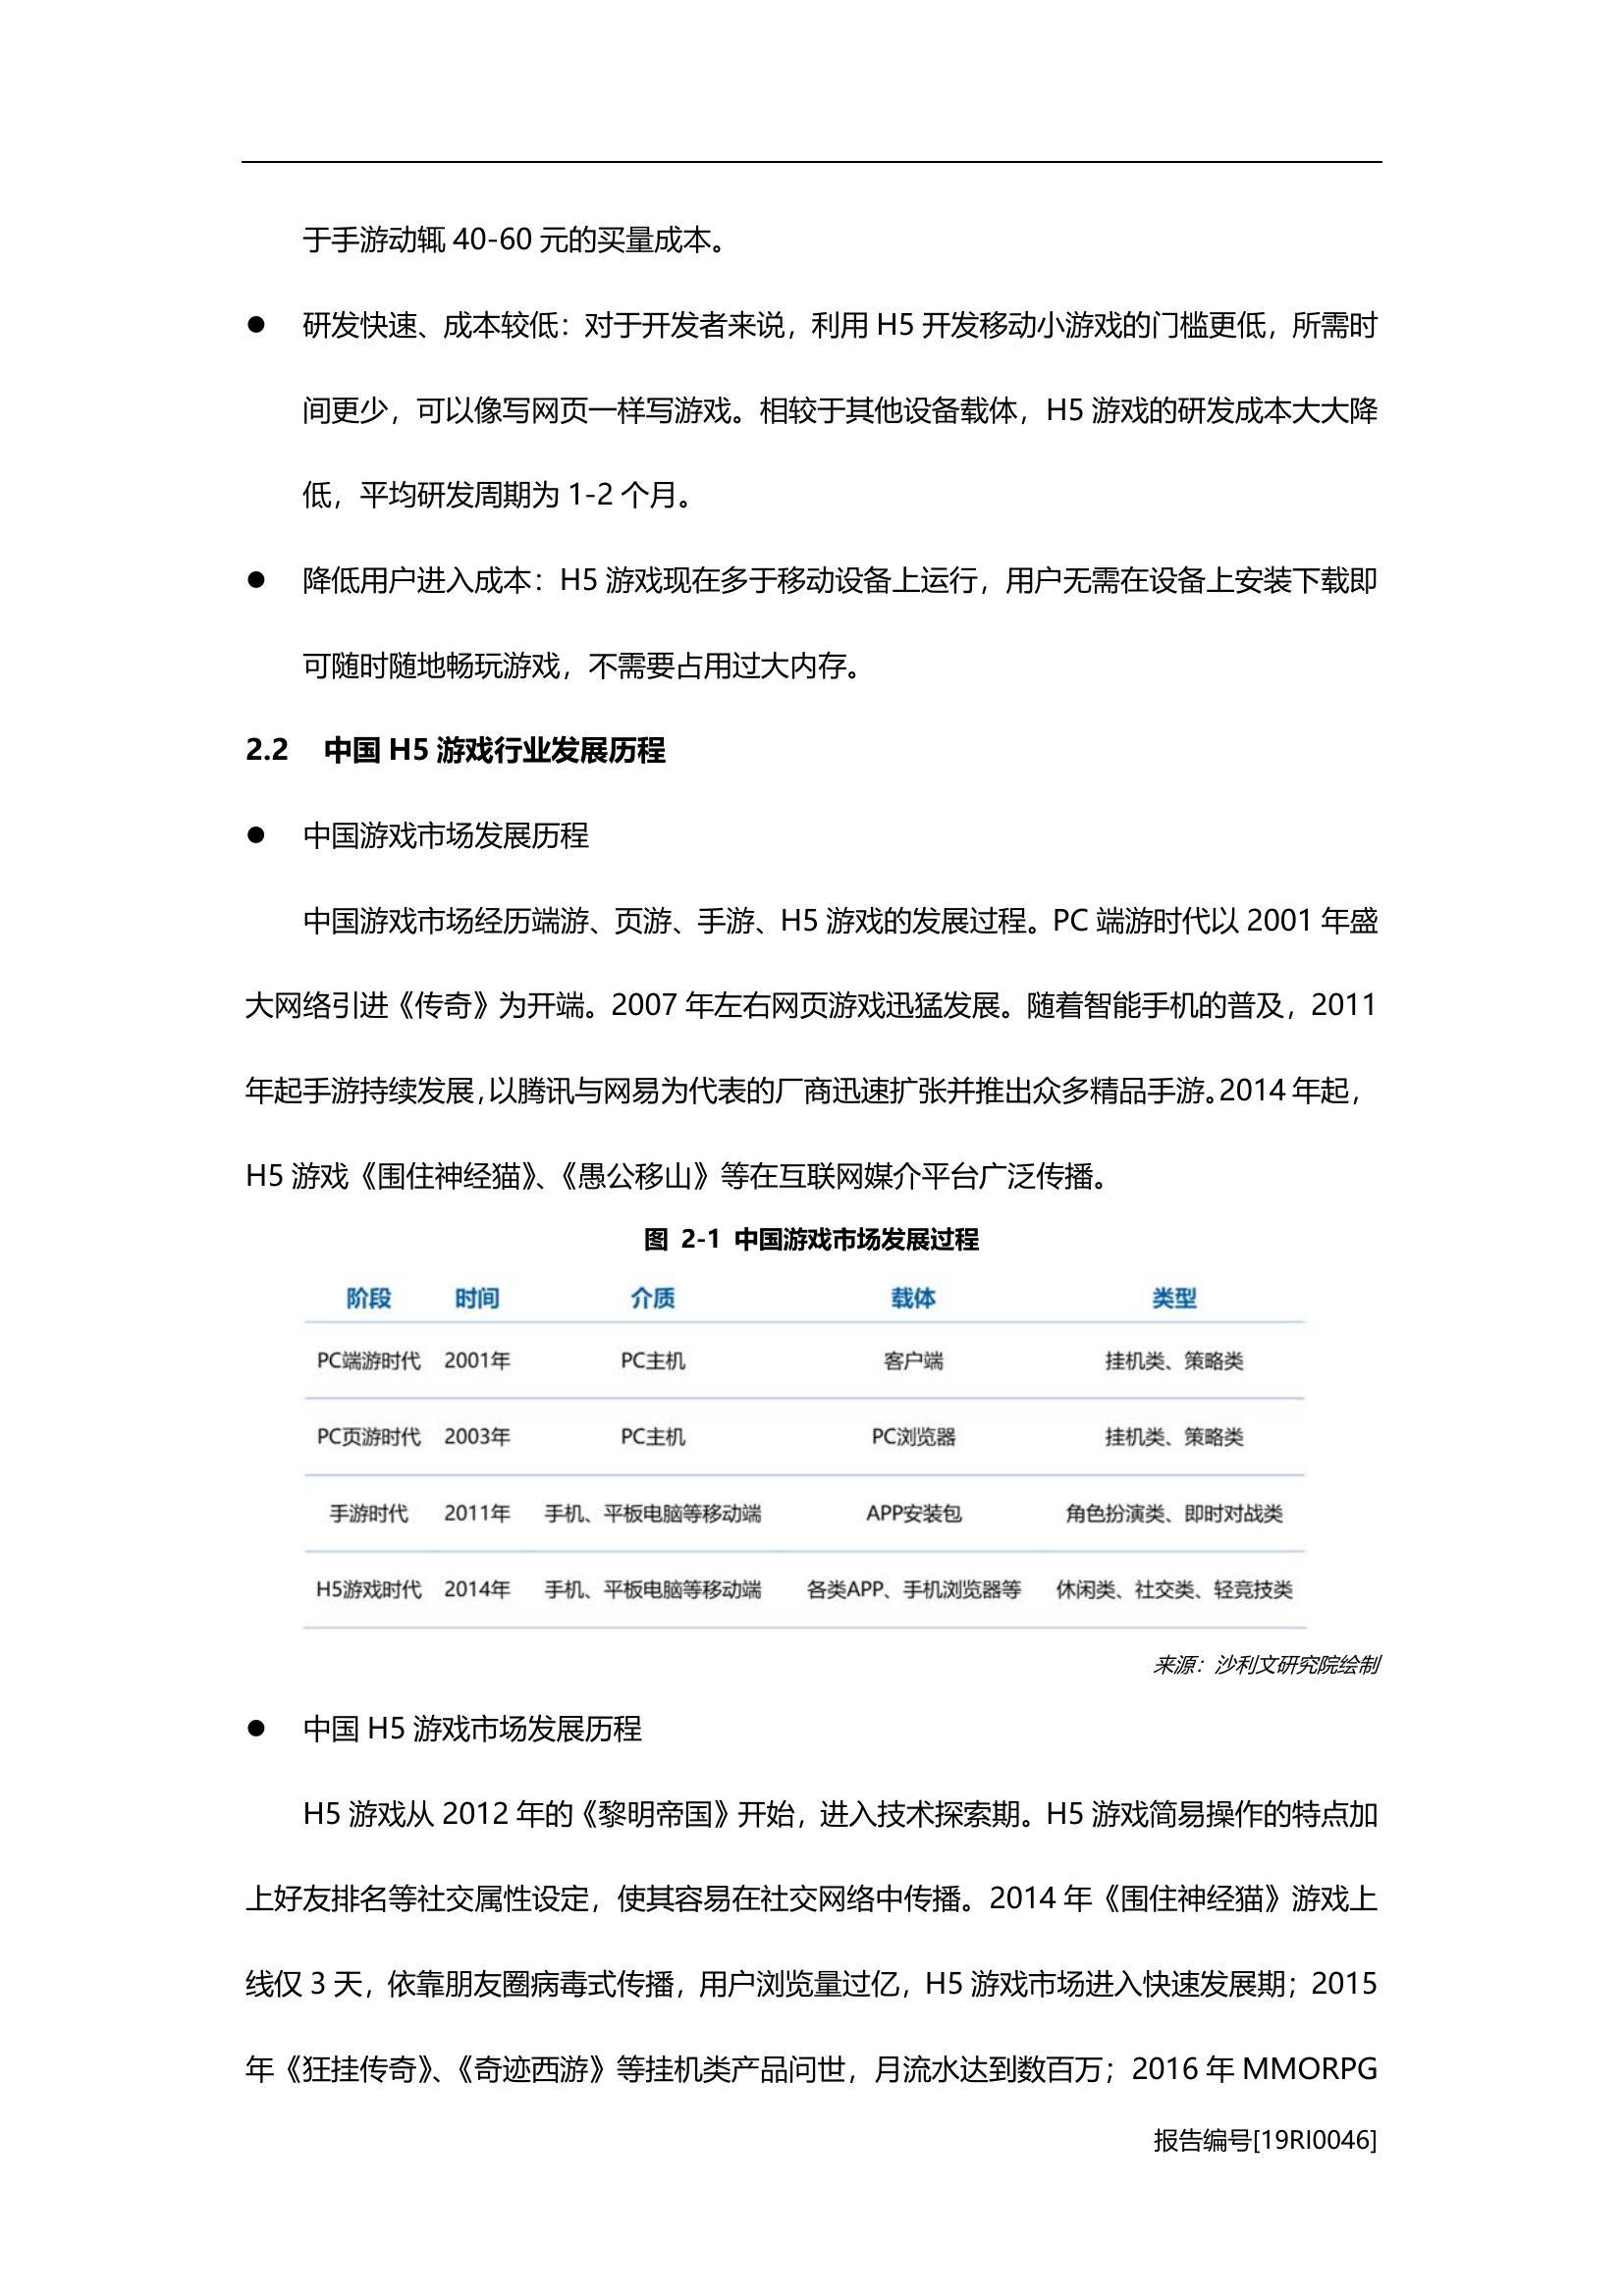 于手游动辄 40-60 元的买量成本。
● 研发快速、成本较低：对于开发者来说，利用 H5 开发移动小游戏的门槛更低，所需时
间更少，可以像写网页一样写游戏。相较于其他设备载体，H5 游戏的研发成本大大降
低，平均研发周期为 1-2 个月。
● 降低用户进入成本：H5 游戏现在多于移动设备上运行，用户无需在设备上安装下载即
可随时随地畅玩游戏，不需要占用过大内存。
2.2 中国 H5 游戏行业发展历程
● 中国游戏市场发展历程
中国游戏市场经历端游、页游、手游、H5 游戏的发展过程。PC 端游时代以 2001 年盛
大网络引进《传奇》为开端。2007 年左右网页游戏迅猛发展。随着智能手机的普及，2011
年起手游持续发展，以腾讯与网易为代表的厂商迅速扩张并推出众多精品手游。2014 年起，
H5 游戏《围住神经猫》、《愚公移山》等在互联网媒介平台广泛传播。
图 2-1 中国游戏市场发展过程
阶段 时间 介质 载体 类型
PC端游时代 2001年 PC主机 客户端 挂机类、策略类
PC页游时代 2003年 PC主机 PC浏览器 挂机类、策略类
手游时代 2011年 手机、平板电脑等移动端 APP安装包 角色扮演类、即时对战类
H5游戏时代 2014年 手机、平板电脑等移动端 各类APP、手机浏览器等 休闲类、社交类、轻竞技类
来源：沙利文研究院绘制
● 中国 H5 游戏市场发展历程
H5 游戏从 2012 年的《黎明帝国》开始，进入技术探索期。H5 游戏简易操作的特点加
上好友排名等社交属性设定，使其容易在社交网络中传播。2014 年《围住神经猫》游戏上
线仅 3 天，依靠朋友圈病毒式传播，用户浏览量过亿，H5 游戏市场进入快速发展期；2015
年《狂挂传奇》、《奇迹西游》等挂机类产品问世，月流水达到数百万；2016 年 MMORPG
报告编号[19RI0046]